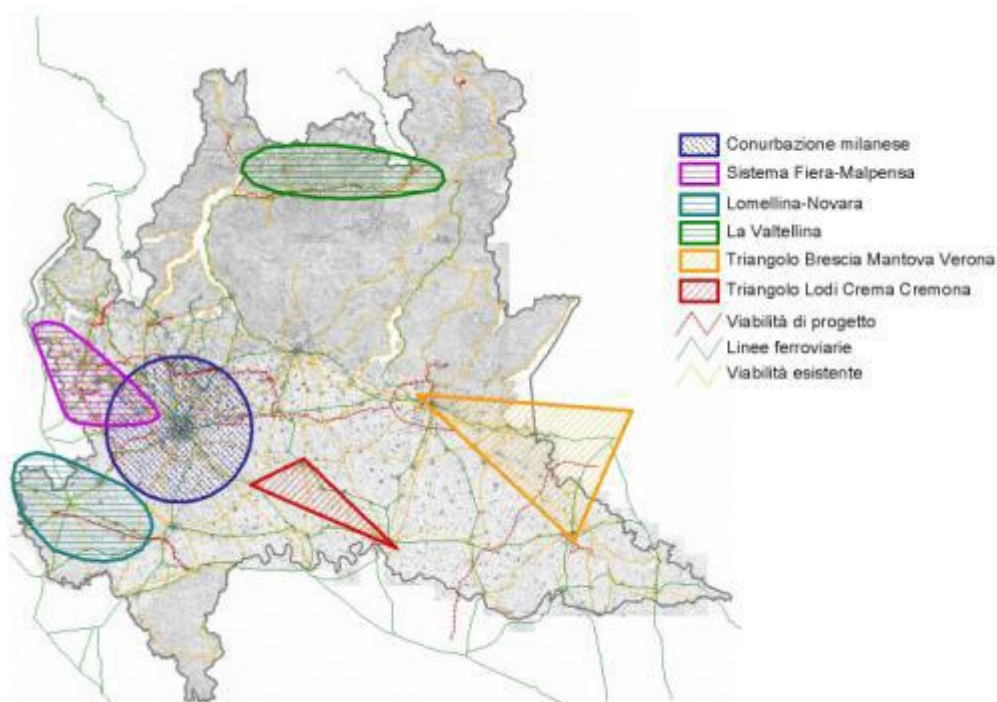 Conurbazione milanese
Sistema Fiera-Malpensa
Lomellina-Novara
La Valtellina
Triangolo Brescia Mantova Verona
Triangolo Lodi Crema Cremona
Viabilità di progetto
Linee ferroviarie
Viabilità esistente